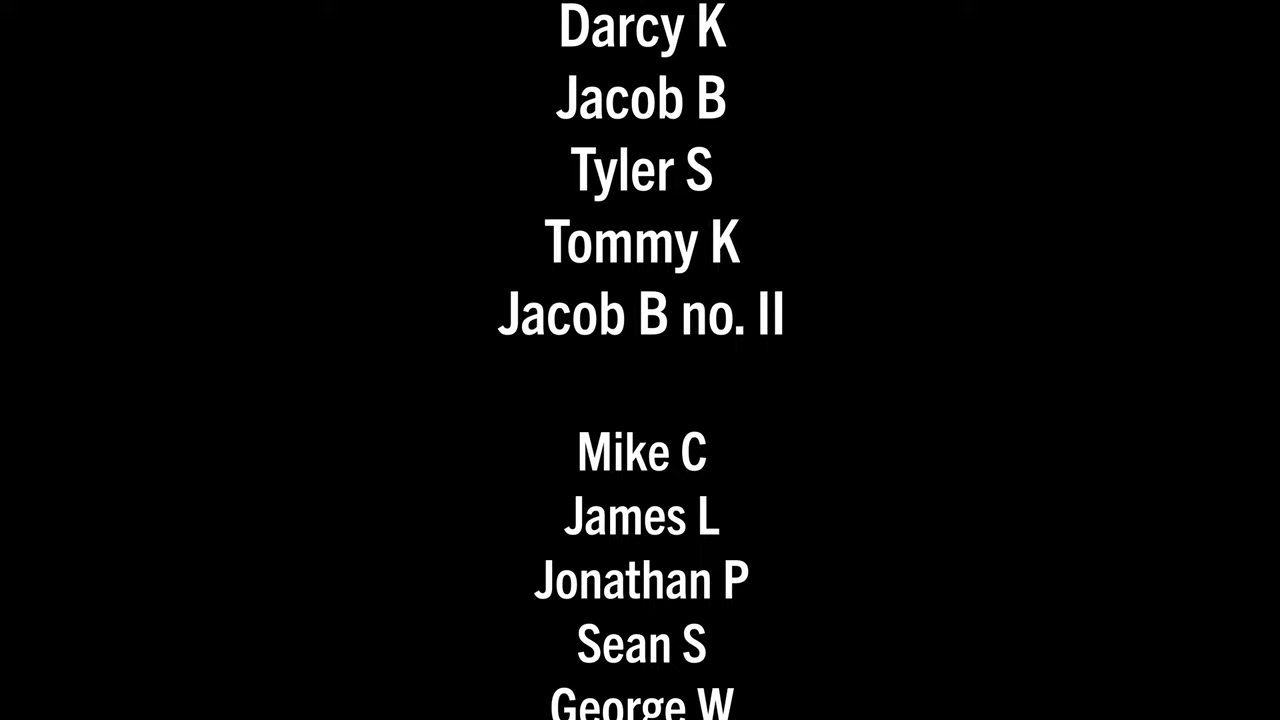 Darcy K
Jacob B
Tyler S
Tommy K
Jacob B no. II
Mike C
James L
Jonathan P
Sean S
George W